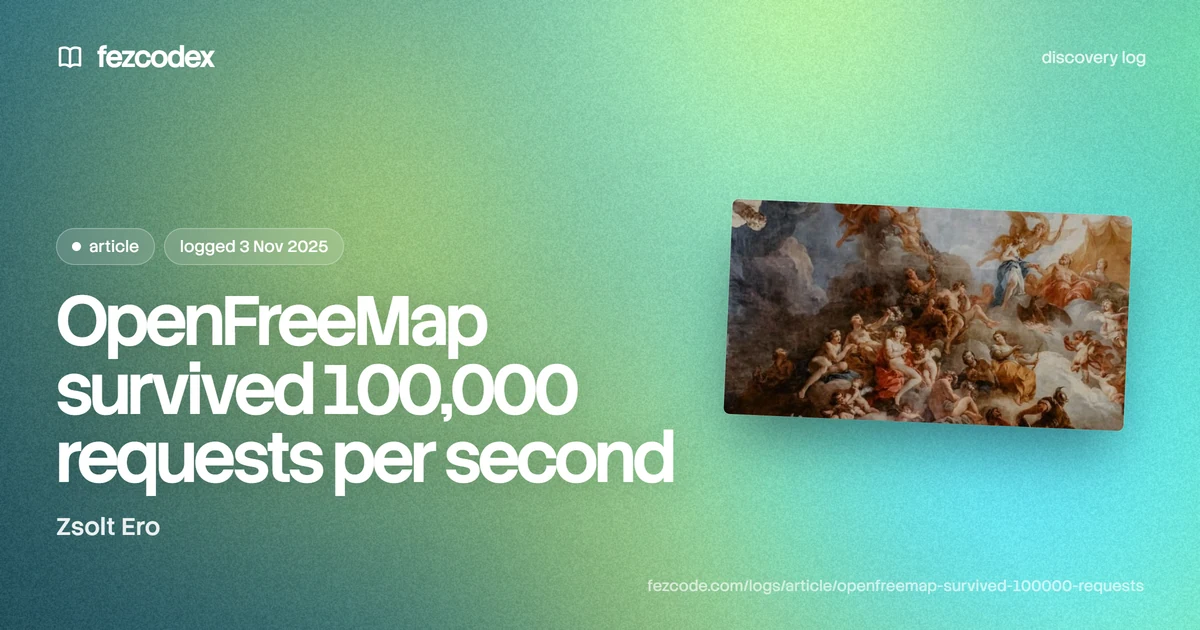 fezcodex
discovery log
article
logged 3 Nov 2025
OpenFreeMap
survived 100,000
requests per second
Zsolt Ero
fezcode.com/logs/article/openfreemap-survived-100000-requests